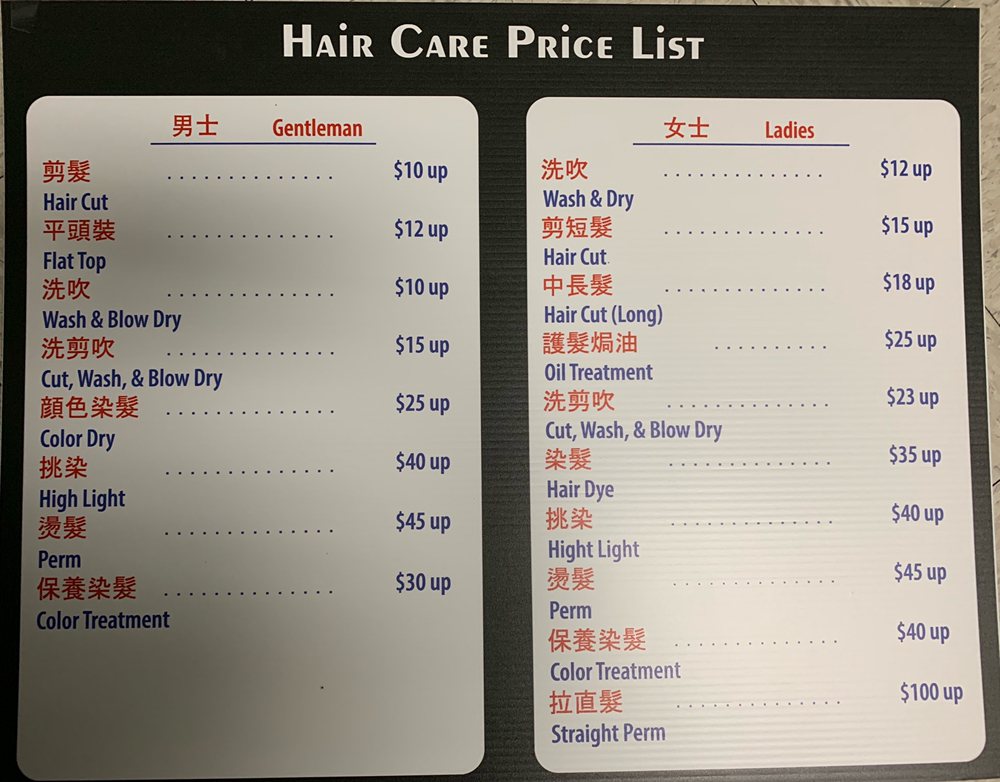 HAiR CARE PRiCE LiST
男士 Gentleman
剪髮 .............. $10 up
Hair Cut
平頭裝 .............. $12 up
Flat Top
洗吹 .............. $10 up
Wash & Blow Dry
洗剪吹 .............. $15 up
Cut, Wash, & Blow Dry
顔色染髮 .............. $25 up
Color Dry
挑染 .............. $40 up
High Light
燙髮 .............. $45 up
Perm
保養染髮 .............. $30 up
Color Treatment
女士 Ladies
洗吹 .............. $12 up
Wash & Dry
剪短髮 .............. $15 up
Hair Cut
中長髮 .............. $18 up
Hair Cut (Long)
護髮焗油 .......... $25 up
Oil Treatment
洗剪吹 .............. $23 up
Cut, Wash, & Blow Dry
染髮 .............. $35 up
Hair Dye
挑染 .............. $40 up
Hight Light
燙髮 .............. $45 up
Perm
保養染髮 .............. $40 up
Color Treatment
拉直髮 .............. $100 up
Straight Perm